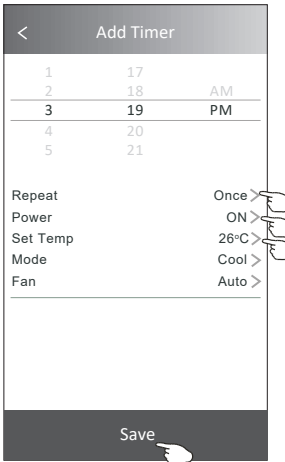 < Add Timer
1 17
2 18 AM
3 19 PM
4 20
5 21
Repeat Once >
Power ON >
Set Temp 26°C >
Mode Cool >
Fan Auto >
Save